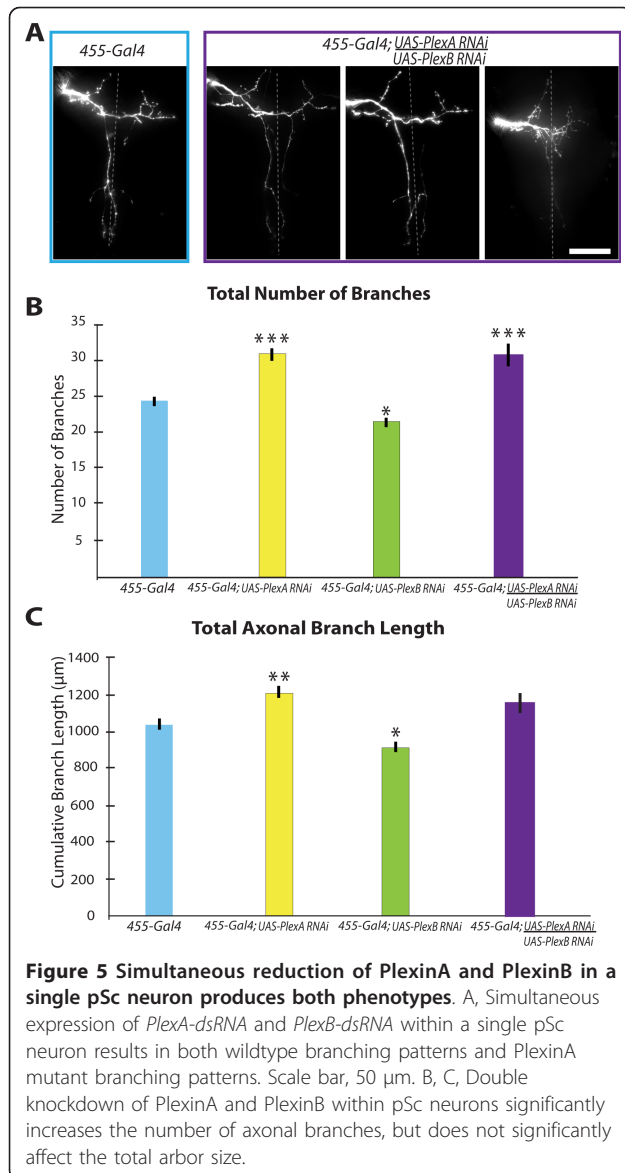 A
455-Gal4
455-Gal4; UAS-PlexA RNAi
UAS-PlexB RNAi
Total Number of Branches
B
Number of Branches
35
30
25
20
15
10
5
***
*
***
455-Gal4
455-Gal4; UAS-PlexA RNAi
455-Gal4; UAS-PlexB RNAi
455-Gal4; UAS-PlexA RNAi
UAS-PlexB RNAi
C
Total Axonal Branch Length
Cumulative Branch Length (µm)
1400
1200
1000
800
600
400
200
0
**
*
455-Gal4
455-Gal4; UAS-PlexA RNAi
455-Gal4; UAS-PlexB RNAi
455-Gal4; UAS-PlexA RNAi
UAS-PlexB RNAi
Figure 5 Simultaneous reduction of PlexinA and PlexinB in a
single pSc neuron produces both phenotypes. A, Simultaneous
expression of PlexA-dsRNA and PlexB-dsRNA within a single pSc
neuron results in both wildtype branching patterns and PlexinA
mutant branching patterns. Scale bar, 50 µm. B, C, Double
knockdown of PlexinA and PlexinB within pSc neurons significantly
increases the number of axonal branches, but does not significantly
affect the total arbor size.